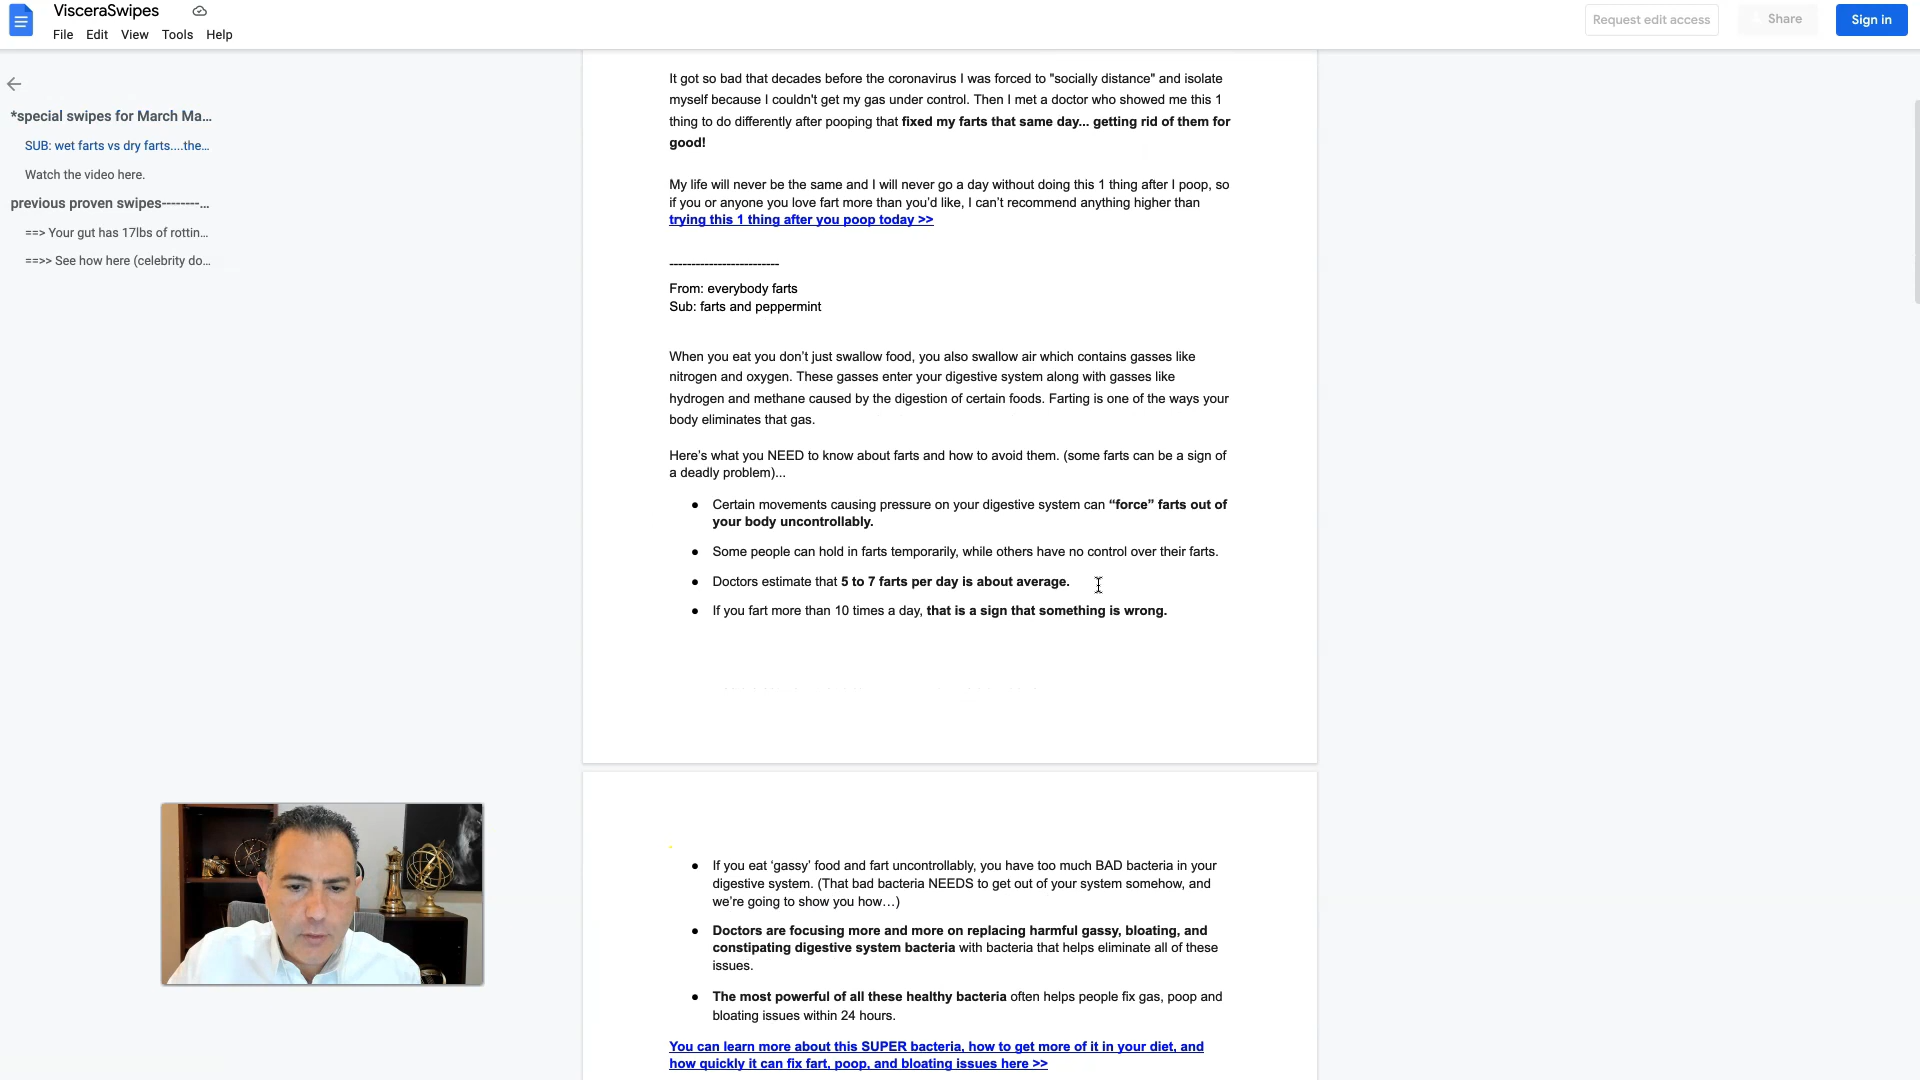 VisceraSwipes
File Edit View Tools Help
Request edit access
Share
Sign in
*special swipes for March Ma...
SUB: wet farts vs dry farts....the...
Watch the video here.
previous proven swipes--------...
==> Your gut has 17lbs of rottin...
==>> See how here (celebrity do...
It got so bad that decades before the coronavirus I was forced to "socially distance" and isolate
myself because I couldn't get my gas under control. Then I met a doctor who showed me this 1
thing to do differently after pooping that fixed my farts that same day... getting rid of them for
good!
My life will never be the same and I will never go a day without doing this 1 thing after I poop, so
if you or anyone you love fart more than you’d like, I can’t recommend anything higher than
trying this 1 thing after you poop today >>
-------------------------
From: everybody farts
Sub: farts and peppermint
When you eat you don’t just swallow food, you also swallow air which contains gasses like
nitrogen and oxygen. These gasses enter your digestive system along with gasses like
hydrogen and methane caused by the digestion of certain foods. Farting is one of the ways your
body eliminates that gas.
Here’s what you NEED to know about farts and how to avoid them. (some farts can be a sign of
a deadly problem)...
● Certain movements causing pressure on your digestive system can “force” farts out of
your body uncontrollably.
● Some people can hold in farts temporarily, while others have no control over their farts.
● Doctors estimate that 5 to 7 farts per day is about average.
● If you fart more than 10 times a day, that is a sign that something is wrong.
● If you eat ‘gassy’ food and fart uncontrollably, you have too much BAD bacteria in your
digestive system. (That bad bacteria NEEDS to get out of your system somehow, and
we’re going to show you how…)
● Doctors are focusing more and more on replacing harmful gassy, bloating, and
constipating digestive system bacteria with bacteria that helps eliminate all of these
issues.
● The most powerful of all these healthy bacteria often helps people fix gas, poop and
bloating issues within 24 hours.
You can learn more about this SUPER bacteria, how to get more of it in your diet, and
how quickly it can fix fart, poop, and bloating issues here >>